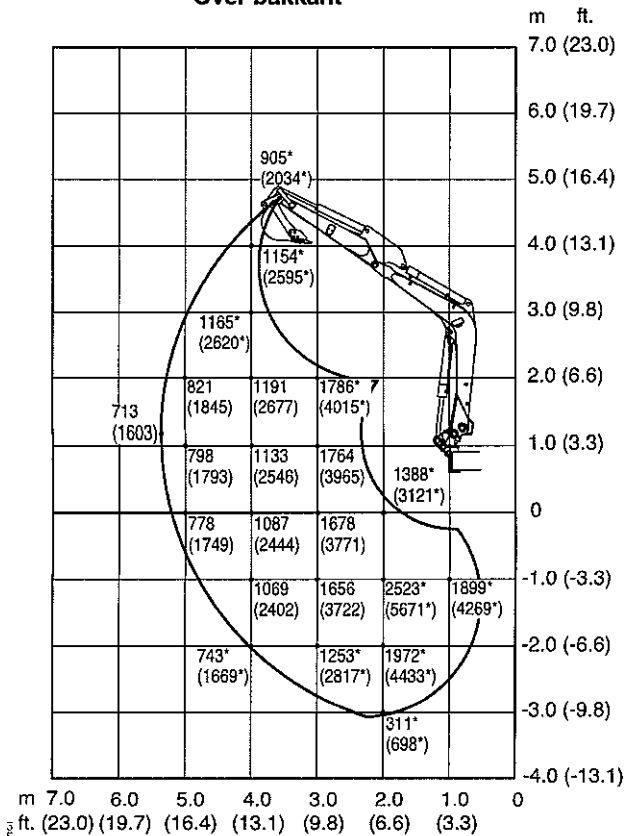 m ft.
7.0 (23.0)
6.0 (19.7)
905*
(2034*)
5.0 (16.4)
4.0 (13.1)
1154*
(2595*)
3.0 (9.8)
1165*
(2620*)
2.0 (6.6)
821 1191 1786*
(1845) (2677) (4015*)
713
(1603)
1.0 (3.3)
798 1133 1764
(1793) (2546) (3965)
1388*
(3121*)
0
778 1087 1678
(1749) (2444) (3771)
-1.0 (-3.3)
1069 1656 2523* 1899*
(2402) (3722) (5671*) (4269*)
-2.0 (-6.6)
743* 1253* 1972*
(1669*) (2817*) (4433*)
-3.0 (-9.8)
311*
(698*)
-4.0 (-13.1)
m 7.0 6.0 5.0 4.0 3.0 2.0 1.0 0
ft. (23.0) (19.7) (16.4) (13.1) (9.8) (6.6) (3.3)